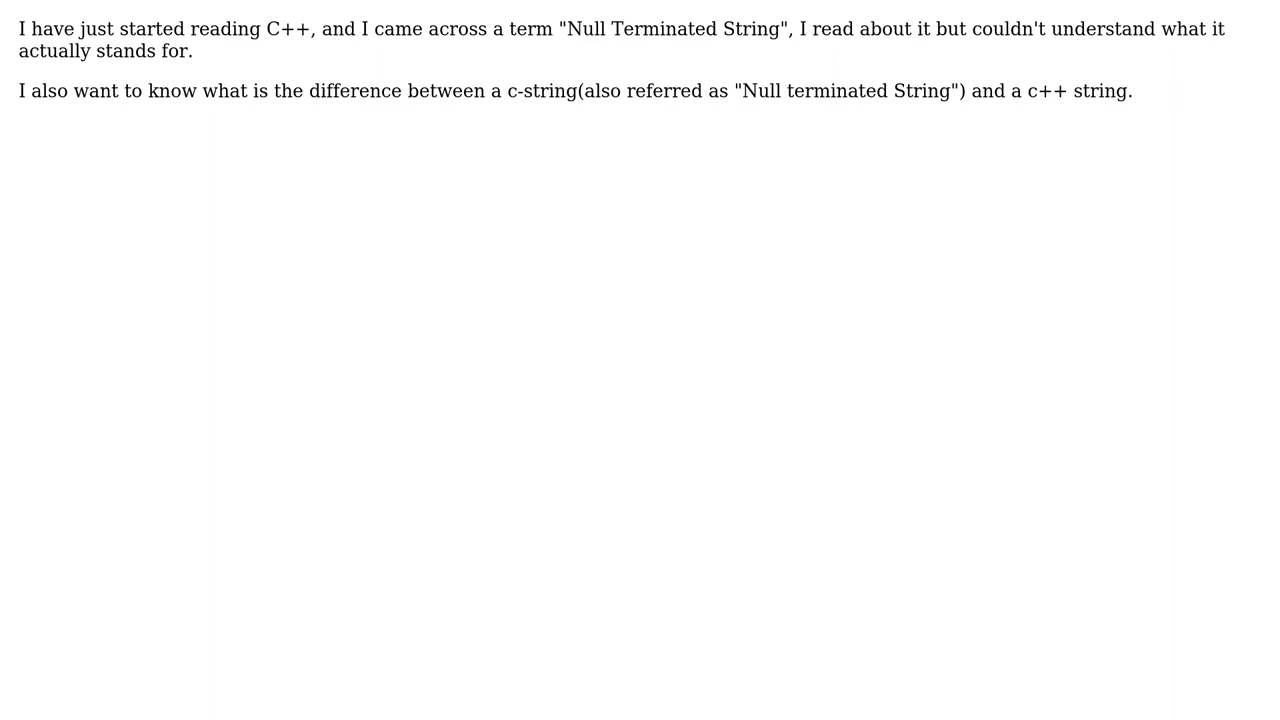 I have just started reading C++, and I came across a term "Null Terminated String", I read about it but couldn't understand what it
actually stands for.
I also want to know what is the difference between a c-string(also referred as "Null terminated String") and a c++ string.